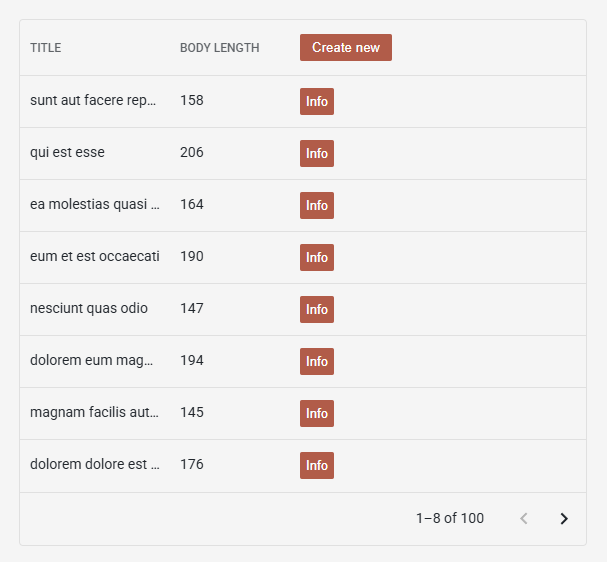 TITLE BODY LENGTH Create new
sunt aut facere rep... 158 Info
qui est esse 206 Info
ea molestias quasi ... 164 Info
eum et est occaecati 190 Info
nesciunt quas odio 147 Info
dolorem eum mag... 194 Info
magnam facilis aut... 145 Info
dolorem dolore est ... 176 Info
1–8 of 100